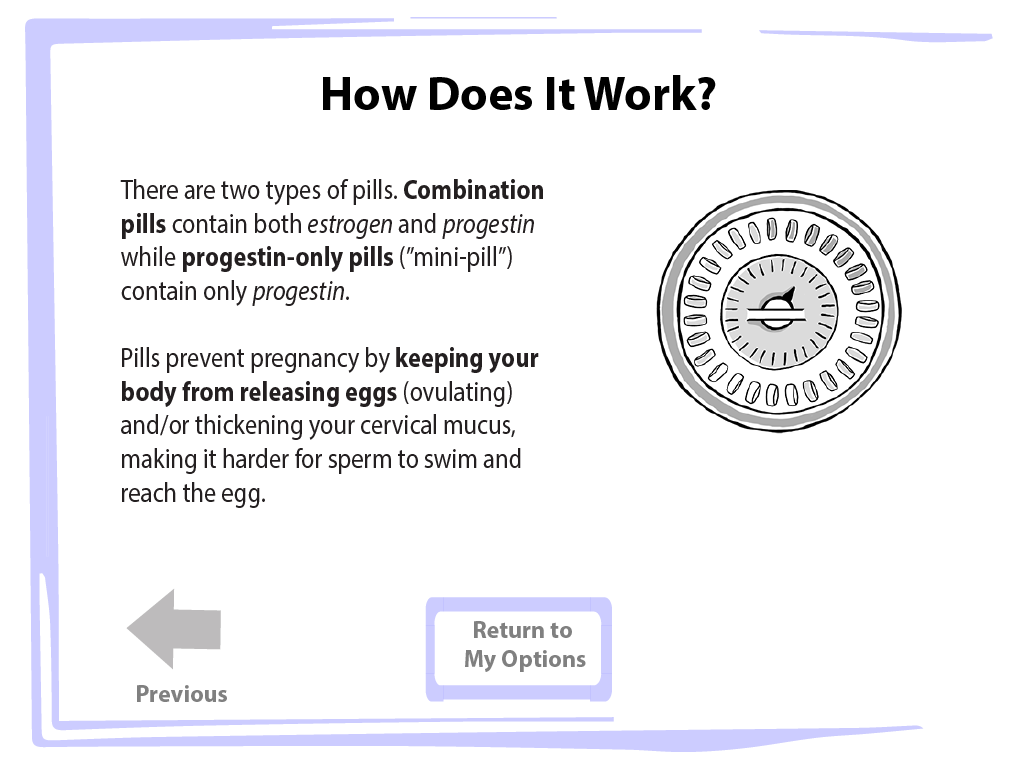 How Does It Work?
There are two types of pills. Combination
pills contain both estrogen and progestin
while progestin-only pills (”mini-pill”)
contain only progestin.
Pills prevent pregnancy by keeping your
body from releasing eggs (ovulating)
and/or thickening your cervical mucus,
making it harder for sperm to swim and
reach the egg.
Previous
Return to
My Options